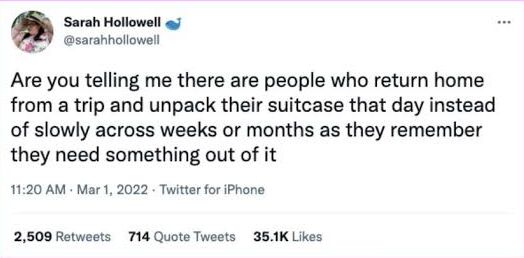 Sarah Hollowell 🐳
@sarahhollowell
Are you telling me there are people who return home
from a trip and unpack their suitcase that day instead
of slowly across weeks or months as they remember
they need something out of it
11:20 AM · Mar 1, 2022 · Twitter for iPhone
2,509 Retweets 714 Quote Tweets 35.1K Likes